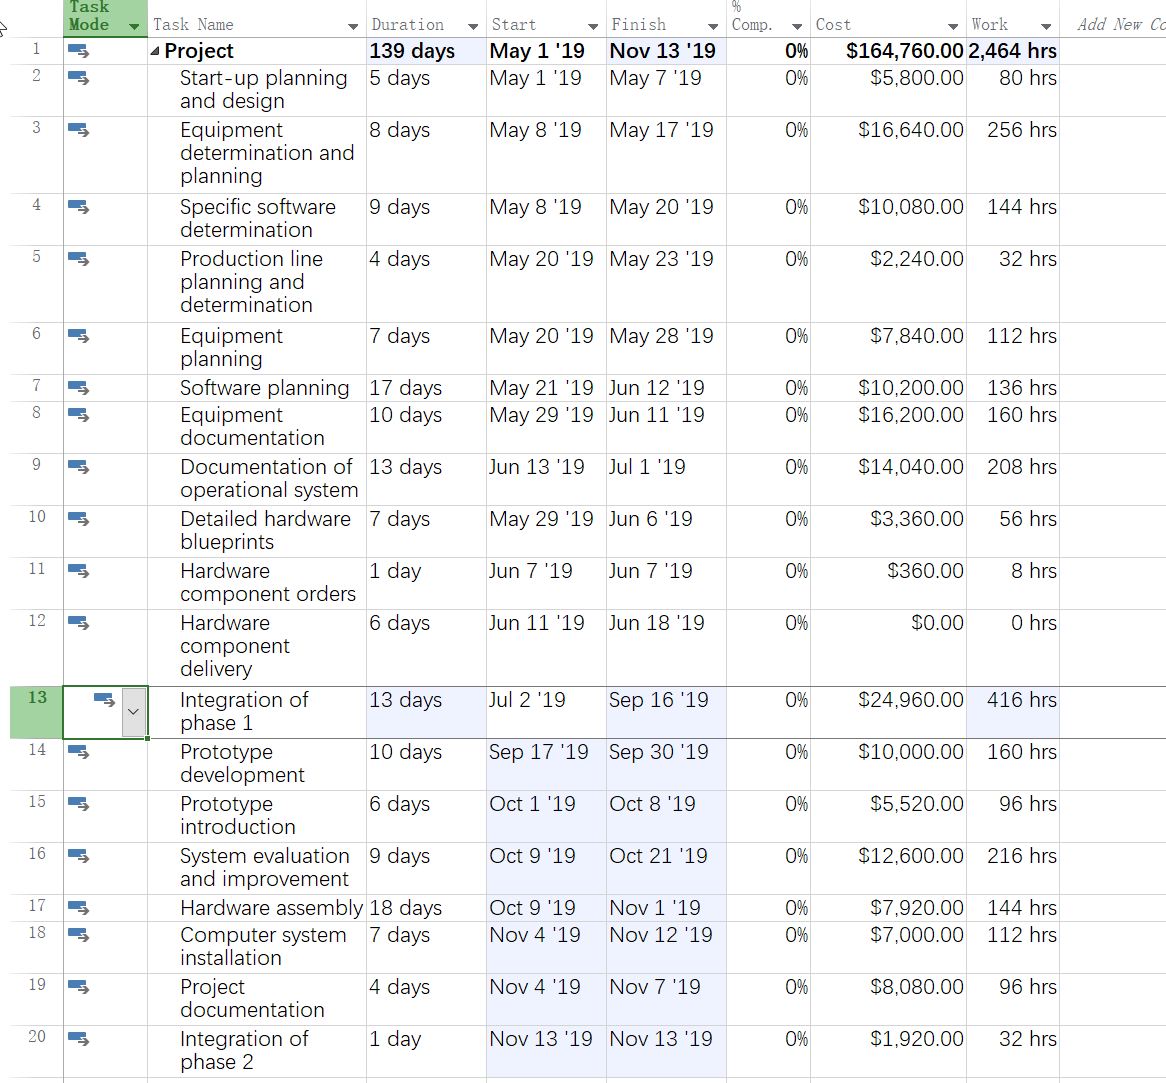 Task Mode Task Name Duration Start Finish % Comp. Cost Work Add New Co
1 Project 139 days May 1 '19 Nov 13 '19 0% $164,760.00 2,464 hrs
2 Start-up planning and design 5 days May 1 '19 May 7 '19 0% $5,800.00 80 hrs
3 Equipment determination and planning 8 days May 8 '19 May 17 '19 0% $16,640.00 256 hrs
4 Specific software determination 9 days May 8 '19 May 20 '19 0% $10,080.00 144 hrs
5 Production line planning and determination 4 days May 20 '19 May 23 '19 0% $2,240.00 32 hrs
6 Equipment planning 7 days May 20 '19 May 28 '19 0% $7,840.00 112 hrs
7 Software planning 17 days May 21 '19 Jun 12 '19 0% $10,200.00 136 hrs
8 Equipment documentation 10 days May 29 '19 Jun 11 '19 0% $16,200.00 160 hrs
9 Documentation of operational system 13 days Jun 13 '19 Jul 1 '19 0% $14,040.00 208 hrs
10 Detailed hardware blueprints 7 days May 29 '19 Jun 6 '19 0% $3,360.00 56 hrs
11 Hardware component orders 1 day Jun 7 '19 Jun 7 '19 0% $360.00 8 hrs
12 Hardware component delivery 6 days Jun 11 '19 Jun 18 '19 0% $0.00 0 hrs
13 Integration of phase 1 13 days Jul 2 '19 Sep 16 '19 0% $24,960.00 416 hrs
14 Prototype development 10 days Sep 17 '19 Sep 30 '19 0% $10,000.00 160 hrs
15 Prototype introduction 6 days Oct 1 '19 Oct 8 '19 0% $5,520.00 96 hrs
16 System evaluation and improvement 9 days Oct 9 '19 Oct 21 '19 0% $12,600.00 216 hrs
17 Hardware assembly 18 days Oct 9 '19 Nov 1 '19 0% $7,920.00 144 hrs
18 Computer system installation 7 days Nov 4 '19 Nov 12 '19 0% $7,000.00 112 hrs
19 Project documentation 4 days Nov 4 '19 Nov 7 '19 0% $8,080.00 96 hrs
20 Integration of phase 2 1 day Nov 13 '19 Nov 13 '19 0% $1,920.00 32 hrs